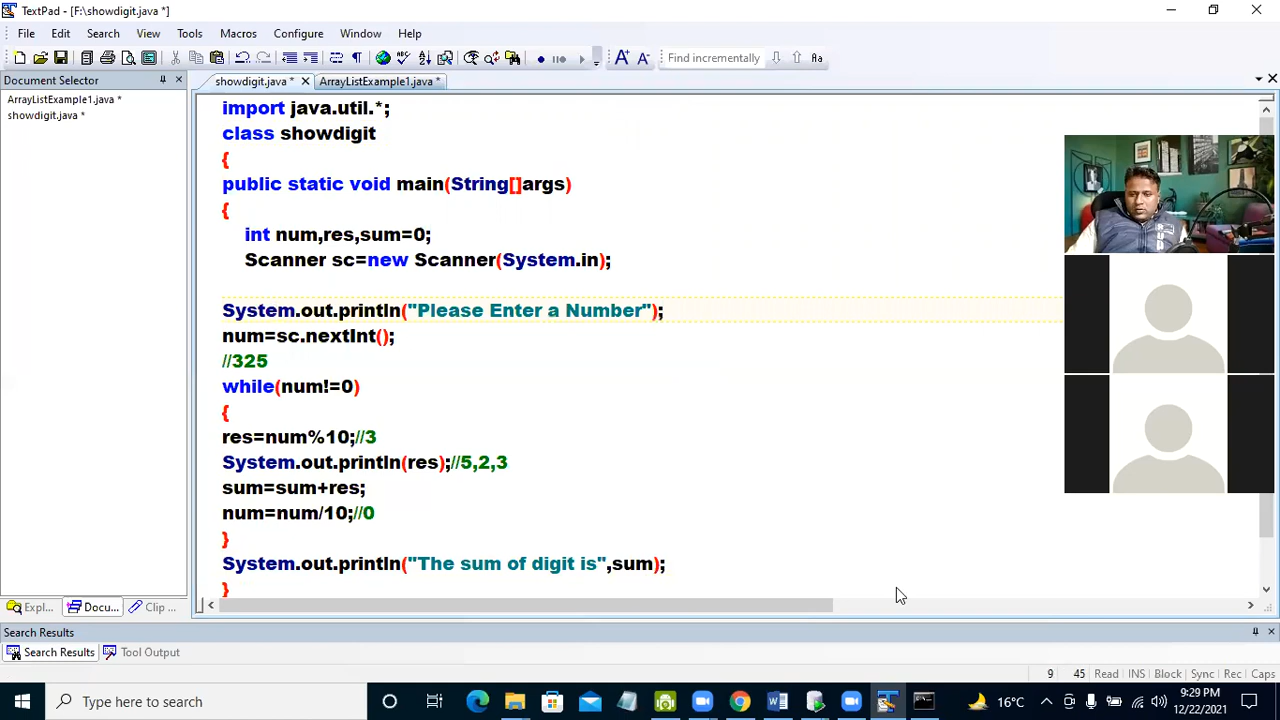 TextPad - [F:\showdigit.java *]
File Edit Search View Tools Macros Configure Window Help
Find incrementally
Document Selector
showdigit.java *
ArrayListExample1.java *
ArrayListExample1.java *
showdigit.java *
import java.util.*;
class showdigit
{
public static void main(String[]args)
{
int num,res,sum=0;
Scanner sc=new Scanner(System.in);
System.out.println("Please Enter a Number");
num=sc.nextInt();
//325
while(num!=0)
{
res=num%10;//3
System.out.println(res);//5,2,3
sum=sum+res;
num=num/10;//0
}
System.out.println("The sum of digit is",sum);
}
Expl... Docu... Clip ...
Search Results
Search Results Tool Output
9 45 Read INS Block Sync Rec Caps
Type here to search
16°C
9:29 PM
12/22/2021